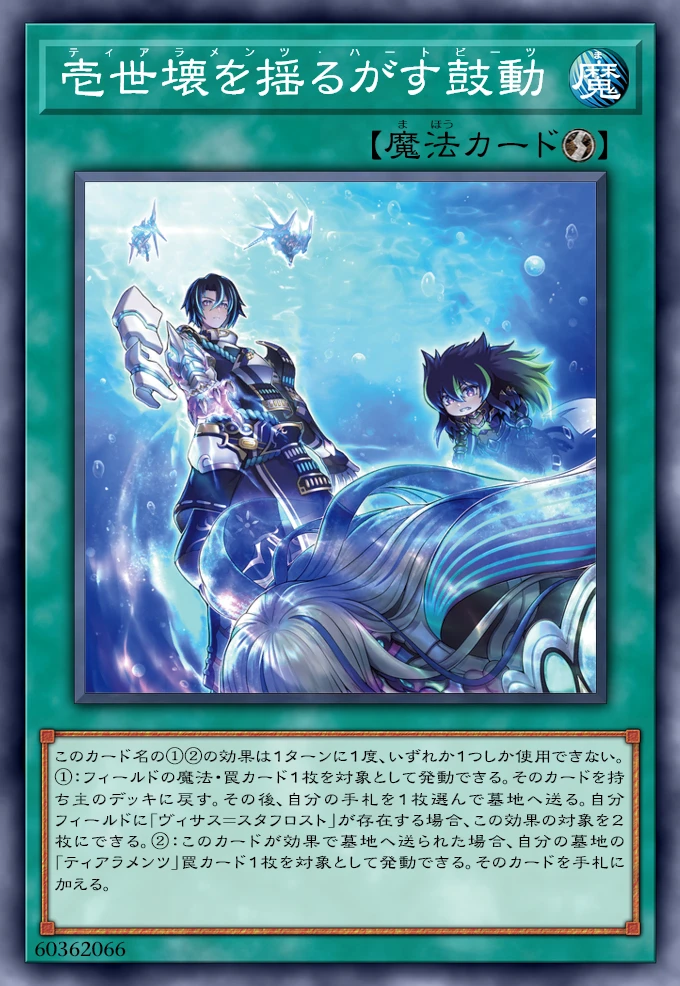 ティアラメンツ・ハートビーツ
壱世壊を揺るがす鼓動
ま
魔
ま ほう
【魔法カード】
このカード名の①②の効果は1ターンに1度、いずれか1つしか使用できない。
①:フィールドの魔法・罠カード1枚を対象として発動できる。そのカードを持
ち主のデッキに戻す。その後、自分の手札を1枚選んで墓地へ送る。自分
フィールドに「ヴィサス=スタフロスト」が存在する場合、この効果の対象を2
枚にできる。②:このカードが効果で墓地へ送られた場合、自分の墓地の
「ティアラメンツ」罠カード1枚を対象として発動できる。そのカードを手札に
加える。
60362066